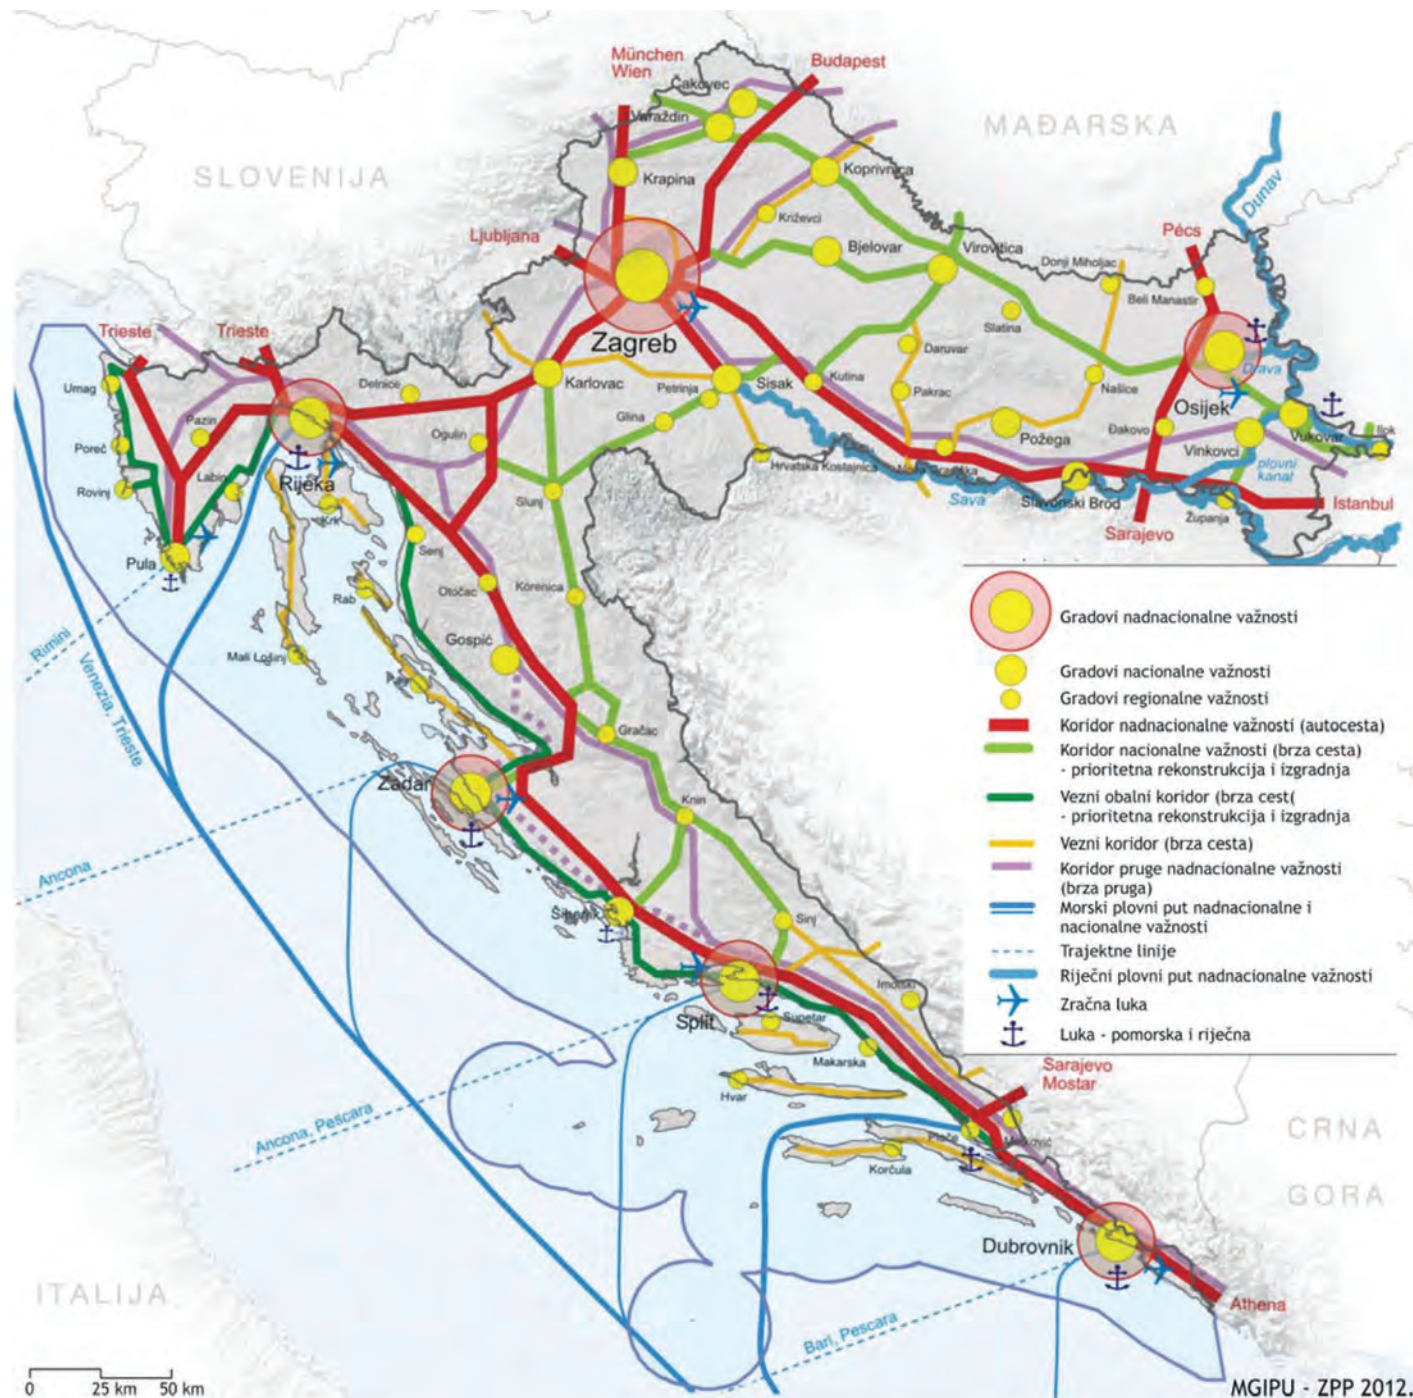 München
Wien
Budapest
Čakovec
Varaždin
MAĐARSKA
SLOVENIJA
Krapina
Koprivnica
Dunav
Križevci
Ljubljana
Bjelovar
Virovitica
Pécs
Donji Miholjac
Beli Manastir
Zagreb
Slatina
Trieste
Trieste
Daruvar
Drava
Umag
Delnice
Karlovac
Petrinja
Sisak
Kutina
Pakrac
Našice
Osijek
Pazin
Glina
Požega
Đakovo
Vinkovci
Vukovar
Ilok
Poreč
Ogulin
Hrvatska Kostajnica
plovni
kanal
Rovinj
Labin
Rijeka
Krk
Slunj
Sava
Slavonski Brod
Županja
Istanbul
Sarajevo
Pula
Senj
Otočac
Korenica
Rab
Gospić
Rimini
Mali Lošinj
Venezia, Trieste
Gračac
Zadar
Knin
Ancona
Šibenik
Sinj
Imotski
Split
Supetar
Makarska
Hvar
Sarajevo
Mostar
Ancona, Pescara
Ploče
Korčula
CRNA
GORA
Dubrovnik
ITALIJA
Athena
Bari, Pescara
Gradovi nadnacionalne važnosti
Gradovi nacionalne važnosti
Gradovi regionalne važnosti
Koridor nadnacionalne važnosti (autocesta)
Koridor nacionalne važnosti (brza cesta)
- prioritetna rekonstrukcija i izgradnja
Vezni obalni koridor (brza cest(
- prioritetna rekonstrukcija i izgradnja
Vezni koridor (brza cesta)
Koridor pruge nadnacionalne važnosti
(brza pruga)
Morski plovni put nadnacionalne i
nacionalne važnosti
Trajektne linije
Riječni plovni put nadnacionalne važnosti
Zračna luka
Luka - pomorska i riječna
0 25 km 50 km
MGIPU - ZPP 2012.